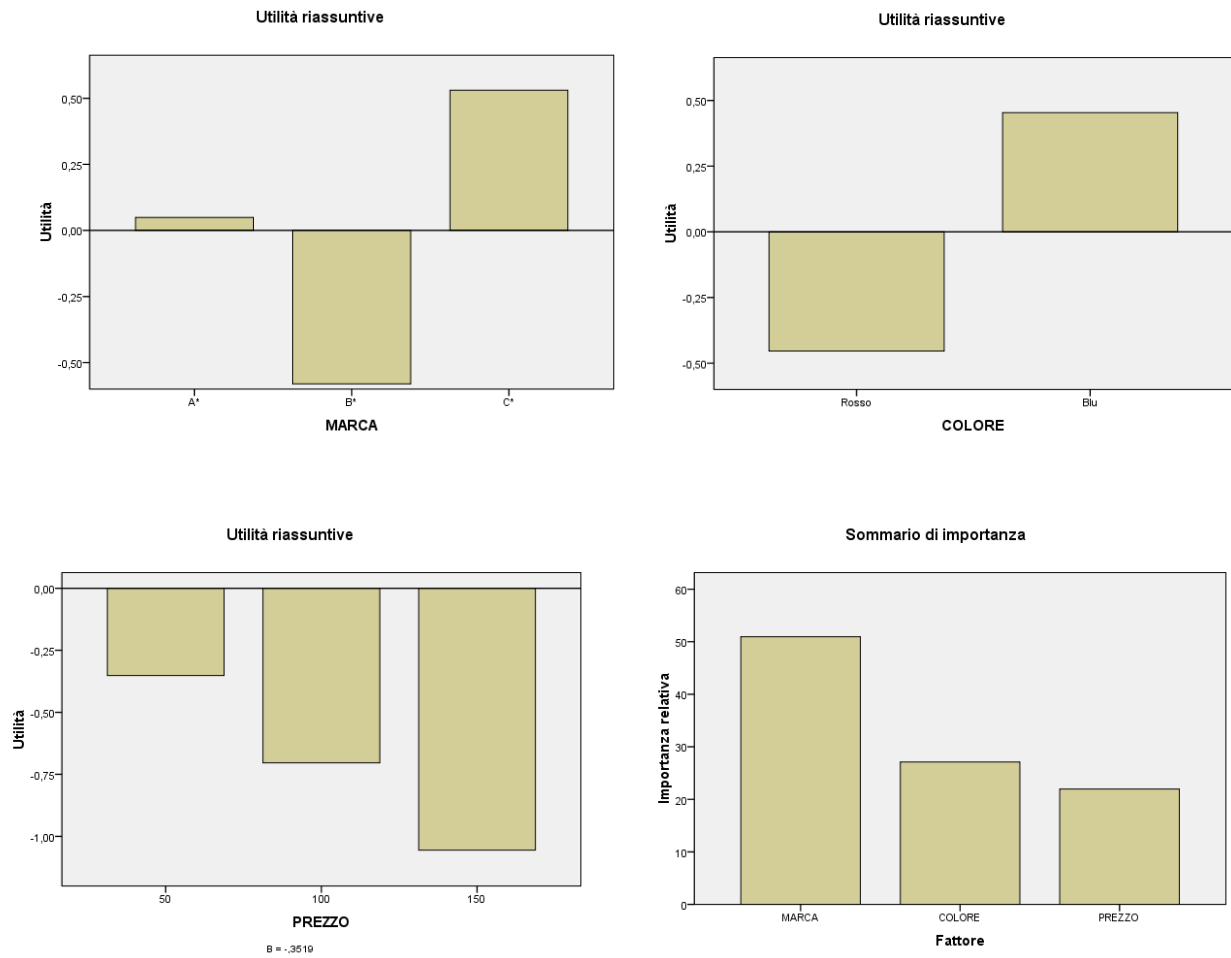 Utilità riassuntive
0,50
0,25
0,00
-0,25
-0,50
Utilità
A*
B*
C*
MARCA
Utilità riassuntive
0,50
0,25
0,00
-0,25
-0,50
Utilità
Rosso
Blu
COLORE
Utilità riassuntive
0,00
-0,25
-0,50
-0,75
-1,00
Utilità
50
100
150
PREZZO
B = -,3519
Sommario di importanza
60
50
40
30
20
10
0
Importanza relativa
MARCA
COLORE
PREZZO
Fattore